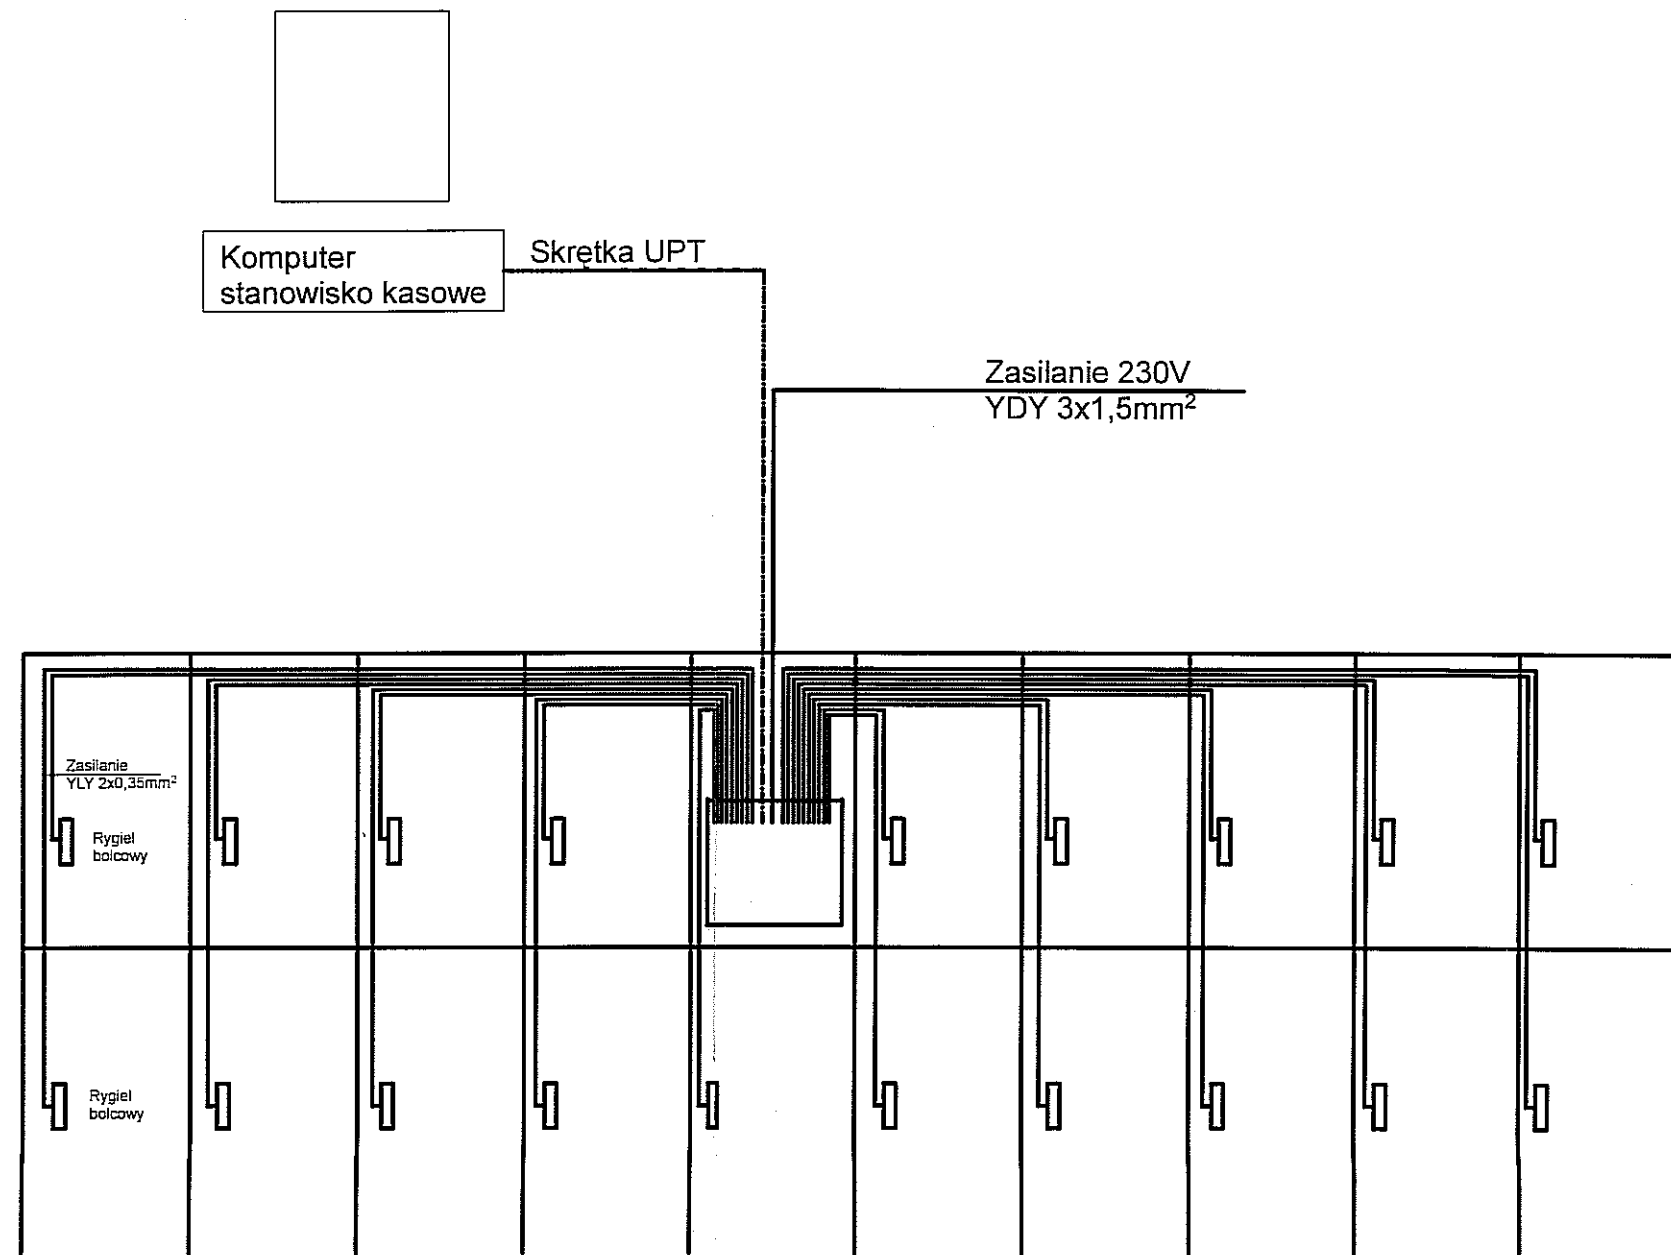 Komputer
stanowisko kasowe
Skrętka UPT
Zasilanie 230V
YDY 3x1,5mm²
Zasilanie
YLY 2x0,35mm²
Rygiel
bolcowy
Rygiel
bolcowy